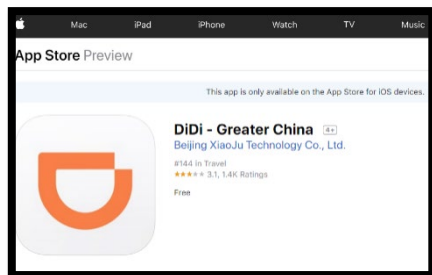 Mac iPad iPhone Watch TV Music
App Store Preview
This app is only available on the App Store for iOS devices.
DiDi - Greater China 4+
Beijing XiaoJu Technology Co., Ltd.
#144 in Travel
★★★★★ 3.1, 1.4K Ratings
Free